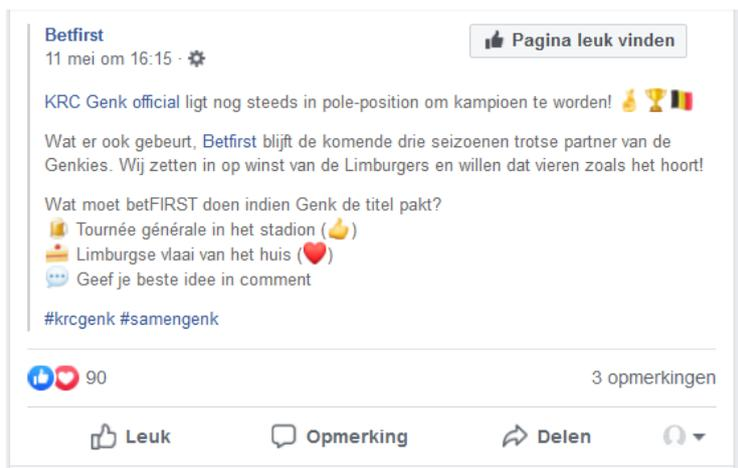 Betfirst
11 mei om 16:15 ·
Pagina leuk vinden
KRC Genk official ligt nog steeds in pole-position om kampioen te worden! 🤞🏆🇧🇪
Wat er ook gebeurt, Betfirst blijft de komende drie seizoenen trotse partner van de
Genkies. Wij zetten in op winst van de Limburgers en willen dat vieren zoals het hoort!
Wat moet betFIRST doen indien Genk de titel pakt?
🍺 Tournée générale in het stadion (👍)
🍰 Limburgse vlaai van het huis (❤️)
💬 Geef je beste idee in comment
#krcgenk #samengenk
90
3 opmerkingen
Leuk
Opmerking
Delen